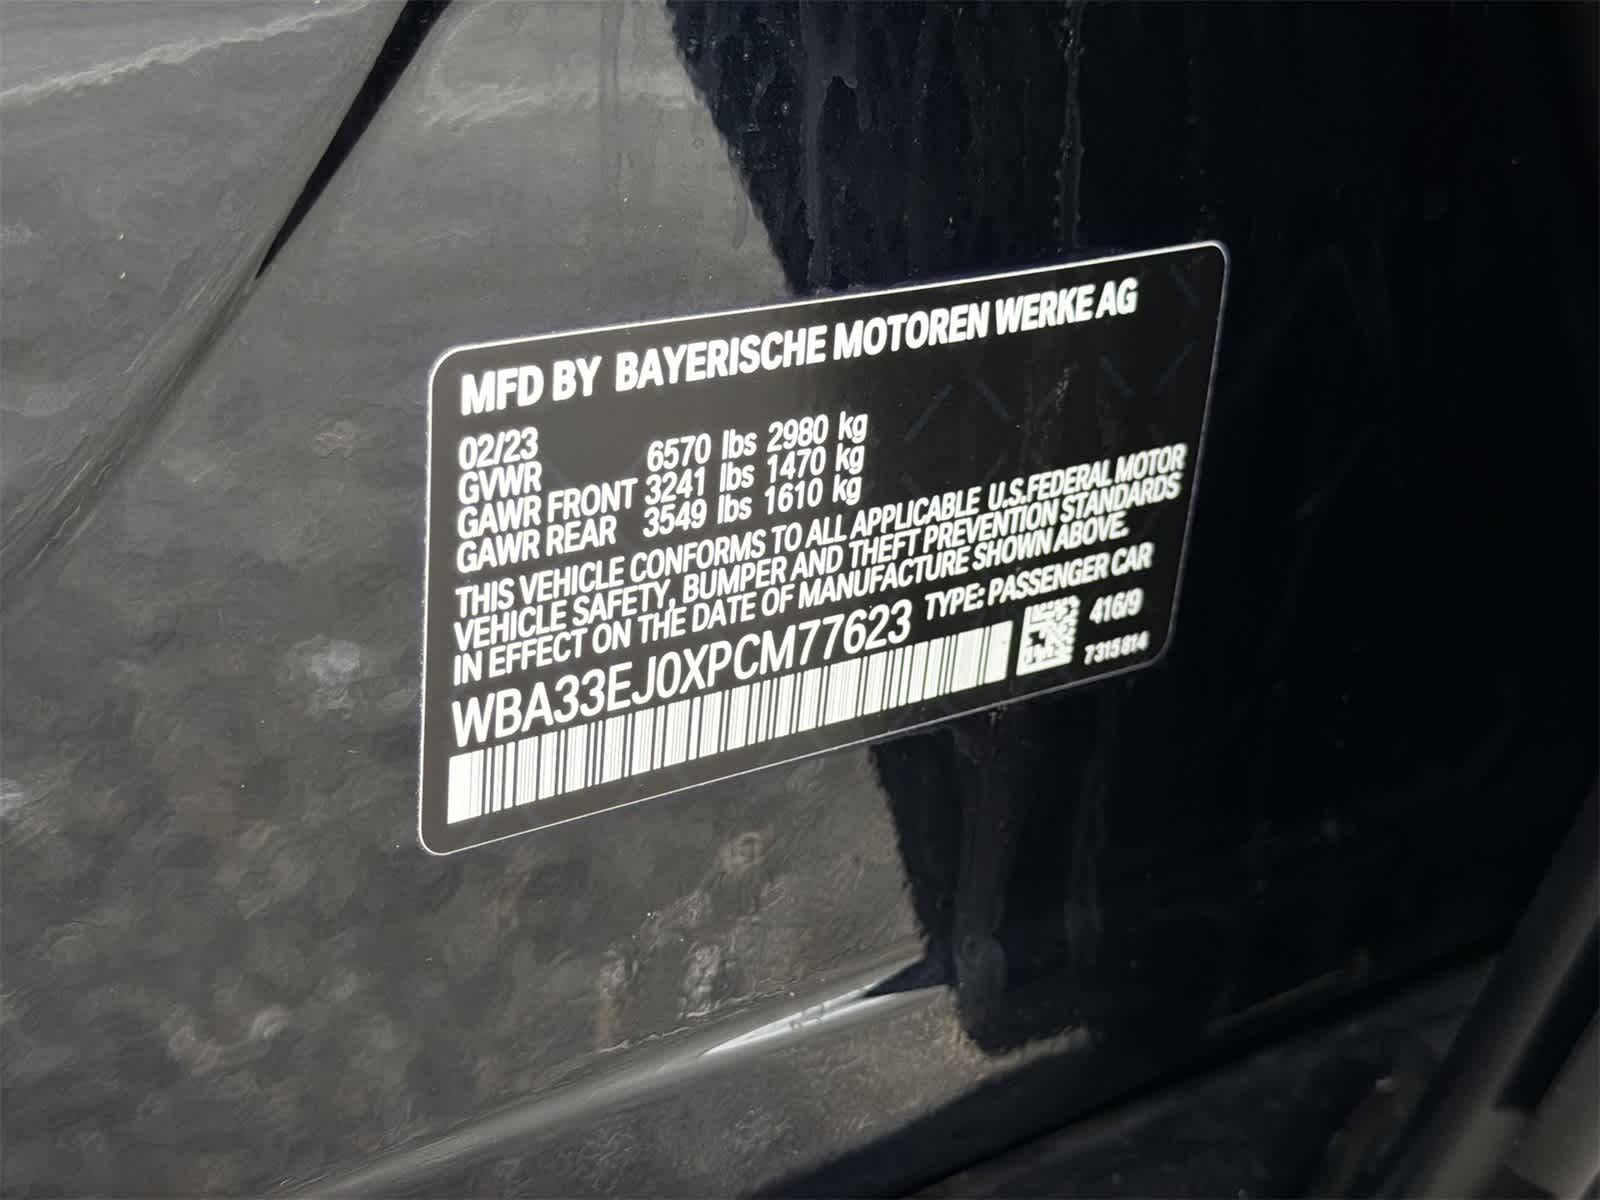 MFD BY BAYERISCHE MOTOREN WERKE AG
02/23
GVWR 6570 lbs 2980 kg
GAWR FRONT 3241 lbs 1470 kg
GAWR REAR 3549 lbs 1610 kg
THIS VEHICLE CONFORMS TO ALL APPLICABLE U.S.FEDERAL MOTOR
VEHICLE SAFETY, BUMPER AND THEFT PREVENTION STANDARDS
IN EFFECT ON THE DATE OF MANUFACTURE SHOWN ABOVE.
WBA33EJ0XPCM77623 TYPE: PASSENGER CAR
416/9
7315814